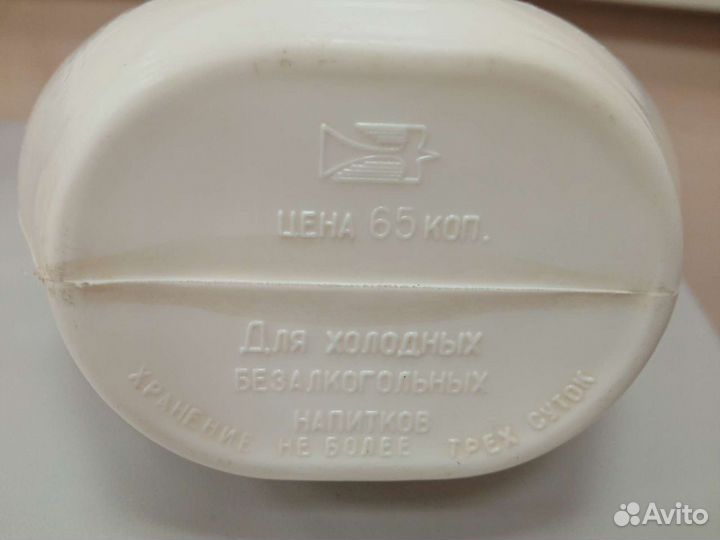 ЦЕНА 65 КОП.
Для холодных
БЕЗАЛКОГОЛЬНЫХ
НАПИТКОВ
ХРАНЕНИЕ НЕ БОЛЕЕ ТРЕХ СУТОК
Avito